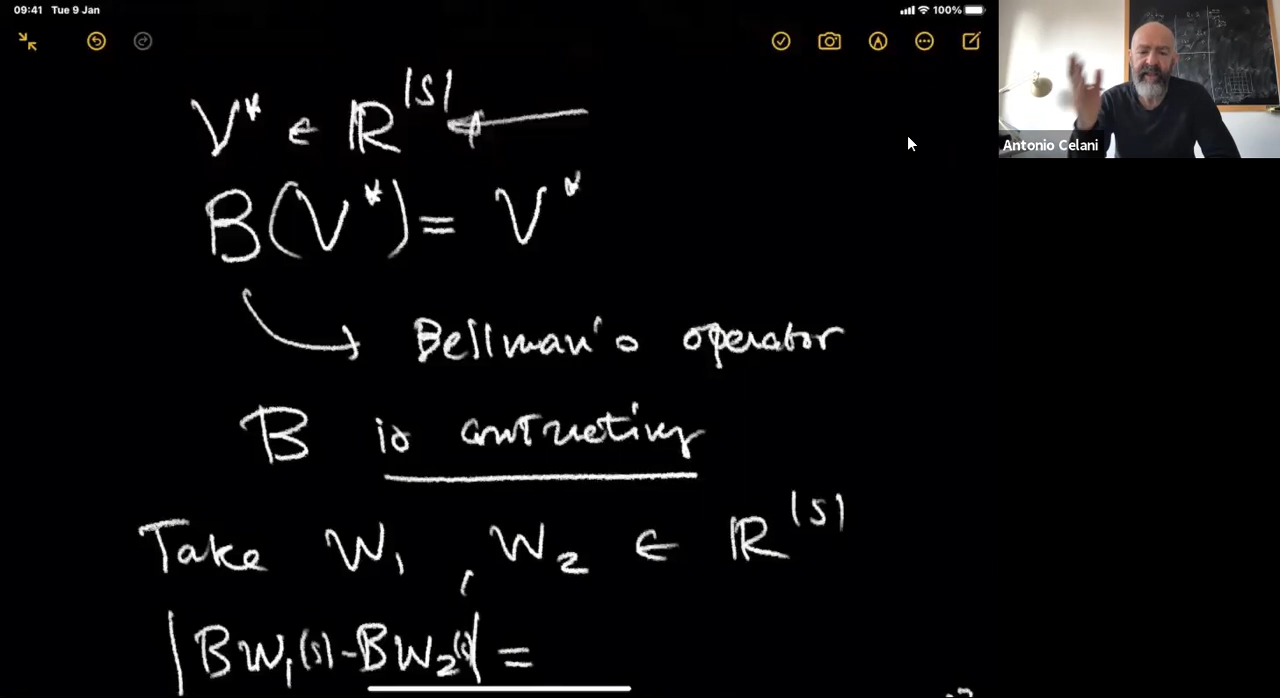 09:41 Tue 9 Jan
100%
Antonio Celani
V* ∈ ℝ^|S|
B(V*) = V*
Bellman's operator
B is contracting
Take W₁, W₂ ∈ ℝ^|S|
|BW₁(s) - BW₂(s)| =